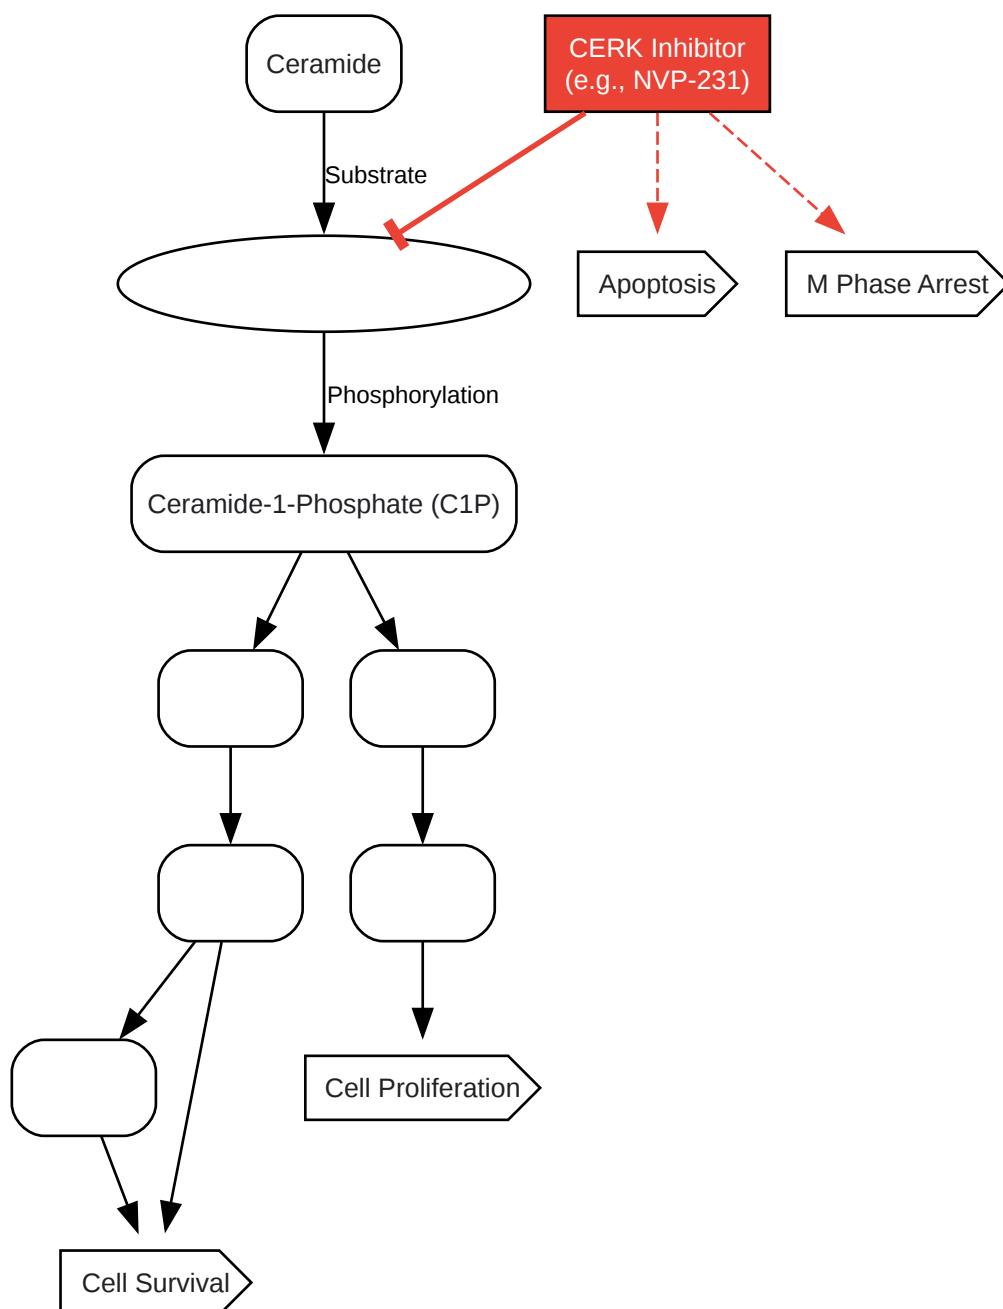 Ceramide
CERK Inhibitor
(e.g., NVP-231)
Substrate
Apoptosis
M Phase Arrest
Phosphorylation
Ceramide-1-Phosphate (C1P)
Cell Proliferation
Cell Survival